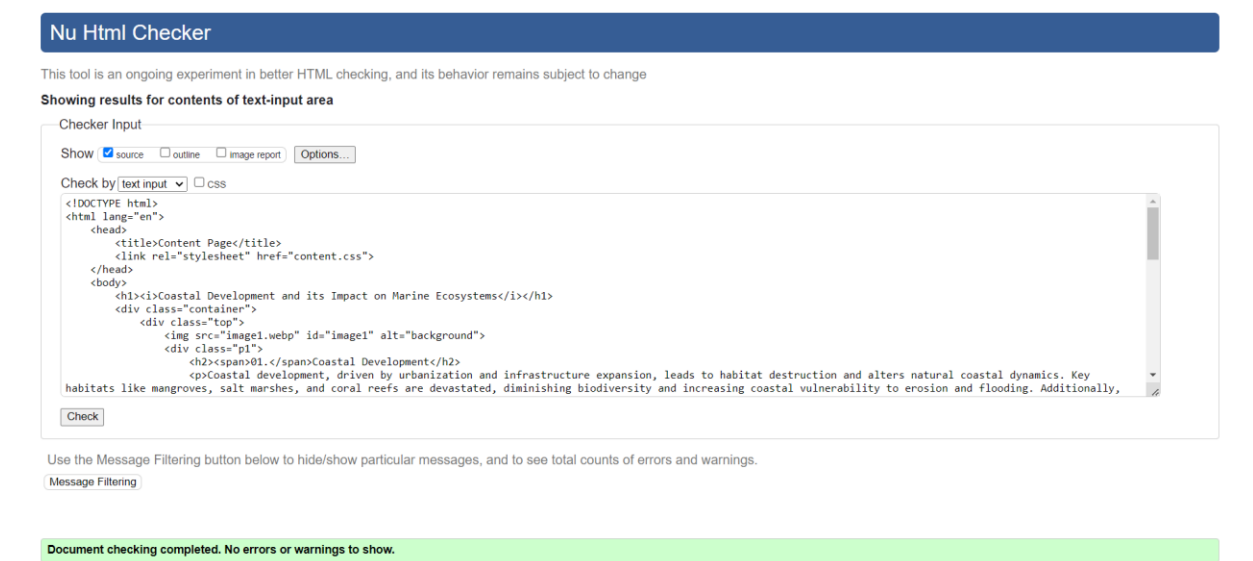 Nu Html Checker
This tool is an ongoing experiment in better HTML checking, and its behavior remains subject to change
Showing results for contents of text-input area
Checker Input
Show source outline image report Options...
Check by text input css
<!DOCTYPE html>
<html lang="en">
<head>
<title>Content Page</title>
<link rel="stylesheet" href="content.css">
</head>
<body>
<h1><i>Coastal Development and its Impact on Marine Ecosystems</i></h1>
<div class="container">
<div class="top">
<img src="image1.webp" id="image1" alt="background">
<div class="p1">
<h2><span>01.</span>Coastal Development</h2>
<p>Coastal development, driven by urbanization and infrastructure expansion, leads to habitat destruction and alters natural coastal dynamics. Key
habitats like mangroves, salt marshes, and coral reefs are devastated, diminishing biodiversity and increasing coastal vulnerability to erosion and flooding. Additionally,
Check
Use the Message Filtering button below to hide/show particular messages, and to see total counts of errors and warnings.
Message Filtering
Document checking completed. No errors or warnings to show.